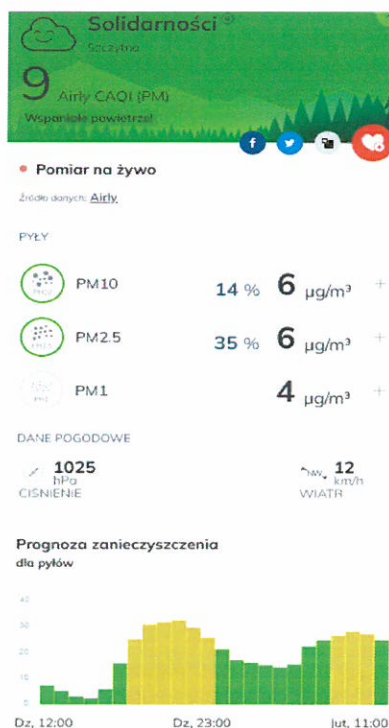 Solidarności
Szczytno
9 Airly CAQI (PM)
Wspaniałe powietrze!
Pomiar na żywo
Źródło danych: Airly
PYŁY
PM10 14 % 6 µg/m³ +
PM2.5 35 % 6 µg/m³ +
PM1 4 µg/m³ +
DANE POGODOWE
1025 hPa
CIŚNIENIE
NW 12 km/h
WIATR
Prognoza zanieczyszczenia
dla pyłów
40
30
20
10
0
Dz, 12:00 Dz, 23:00 Jut, 11:00